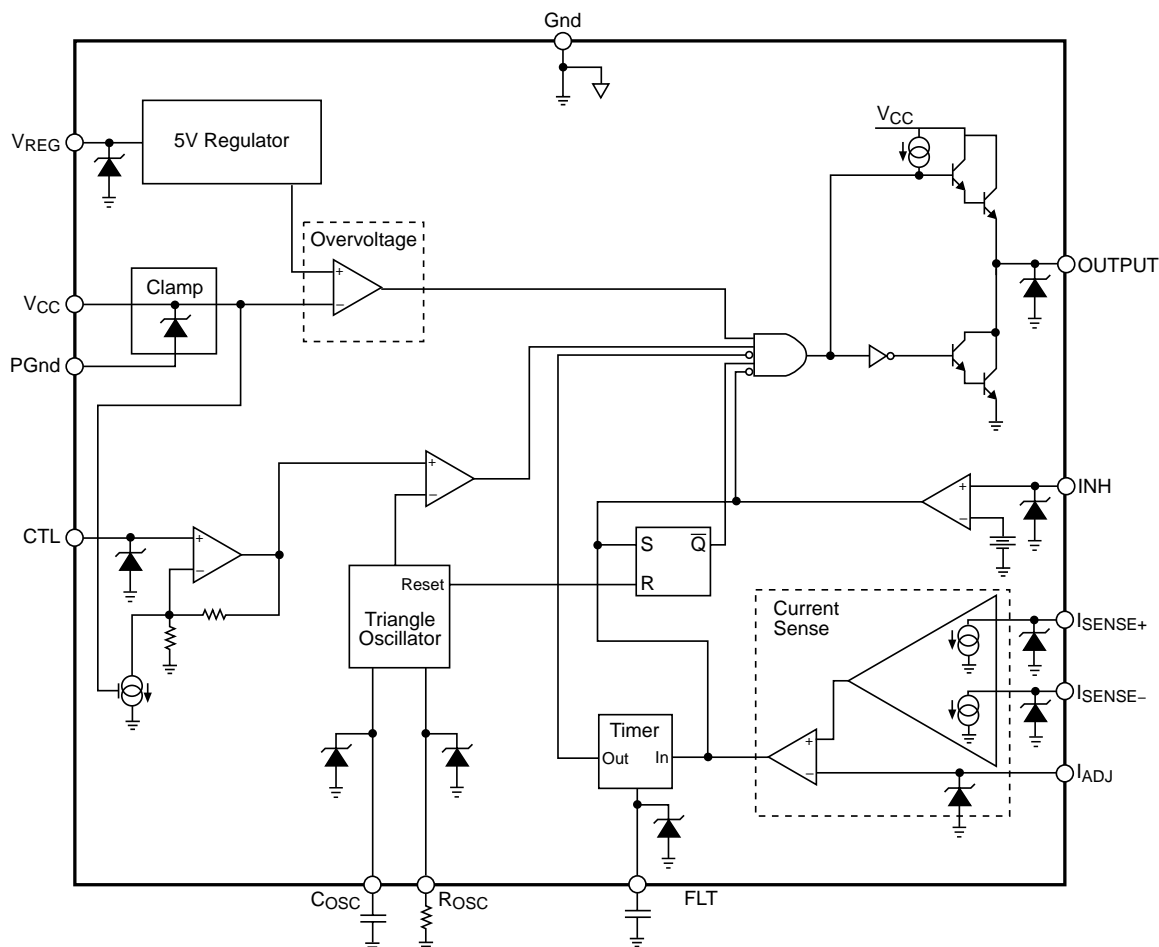 Gnd
VREG
5V Regulator
VCC
Overvoltage
+
−
OUTPUT
VCC
Clamp
PGnd
CTL
+
−
+
−
INH
+
−
S
Q̅
R
Reset
Triangle
Oscillator
Current
Sense
ISENSE+
ISENSE−
IADJ
Timer
Out
In
+
−
COSC
ROSC
FLT